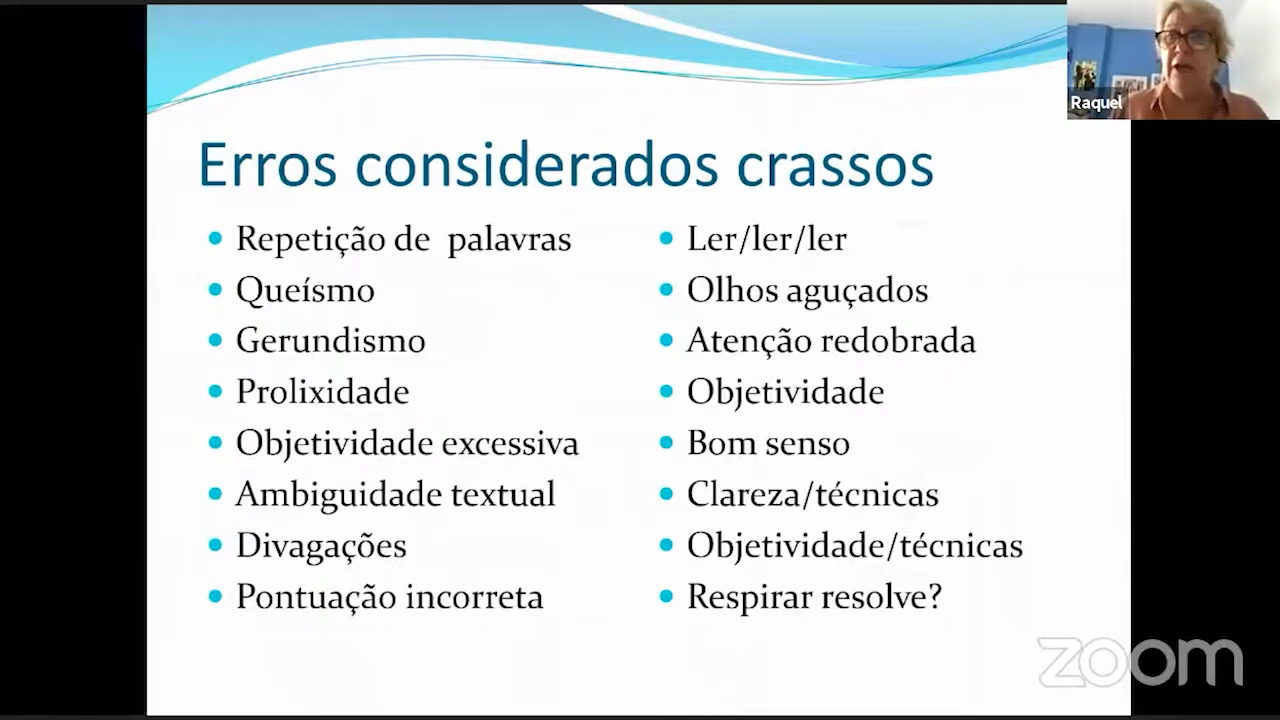 Raquel
Erros considerados crassos
Repetição de palavras
Queísmo
Gerundismo
Prolixidade
Objetividade excessiva
Ambiguidade textual
Divagações
Pontuação incorreta
Ler/ler/ler
Olhos aguçados
Atenção redobrada
Objetividade
Bom senso
Clareza/técnicas
Objetividade/técnicas
Respirar resolve?
zoom